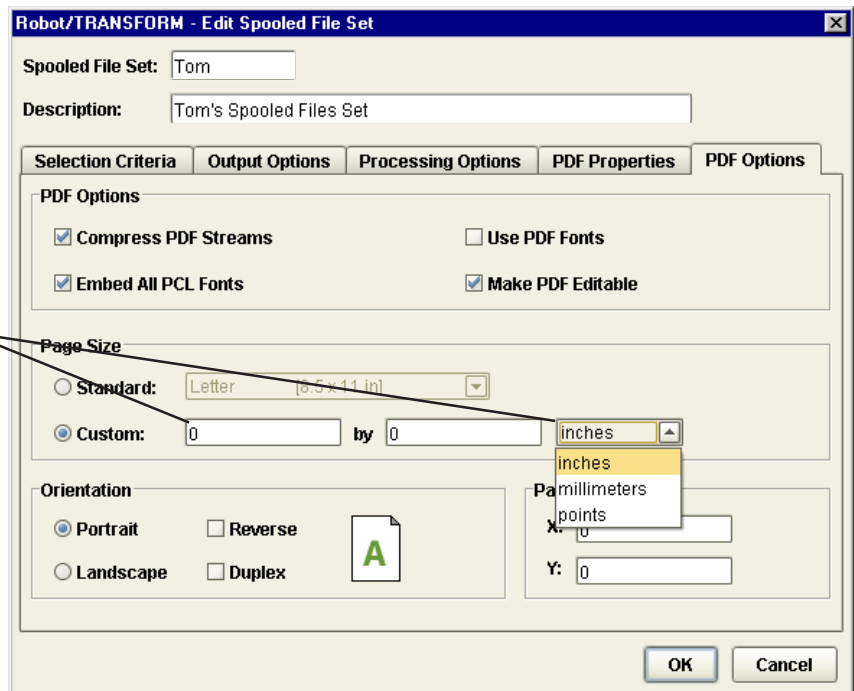 Robot/TRANSFORM - Edit Spooled File Set
Spooled File Set: Tom
Description: Tom's Spooled Files Set
Selection Criteria Output Options Processing Options PDF Properties PDF Options
PDF Options
Compress PDF Streams Use PDF Fonts
Embed All PCL Fonts Make PDF Editable
Page Size
Standard: Letter [8.5 x 11 in]
Custom: 0 by 0 inches
inches
millimeters
points
Orientation
Portrait Reverse
A
Landscape Duplex
X: 0
Y: 0
OK Cancel